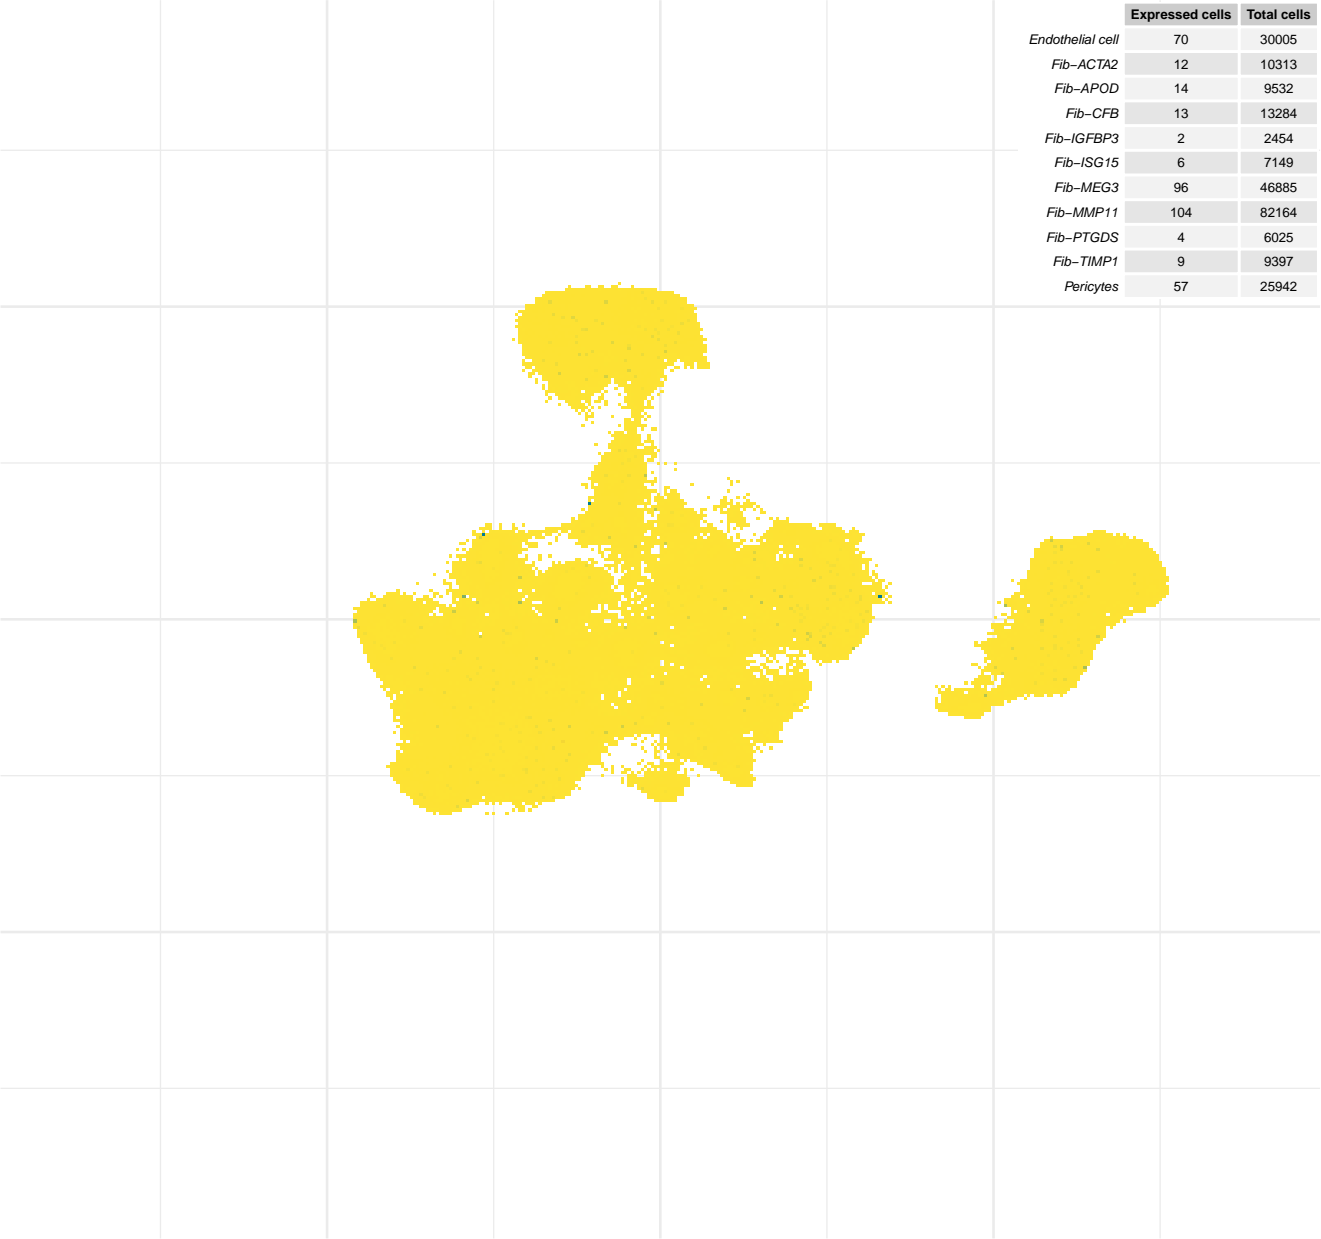 Expressed cells Total cells
Endothelial cell 70 30005
Fib−ACTA2 12 10313
Fib−APOD 14 9532
Fib−CFB 13 13284
Fib−IGFBP3 2 2454
Fib−ISG15 6 7149
Fib−MEG3 96 46885
Fib−MMP11 104 82164
Fib−PTGDS 4 6025
Fib−TIMP1 9 9397
Pericytes 57 25942